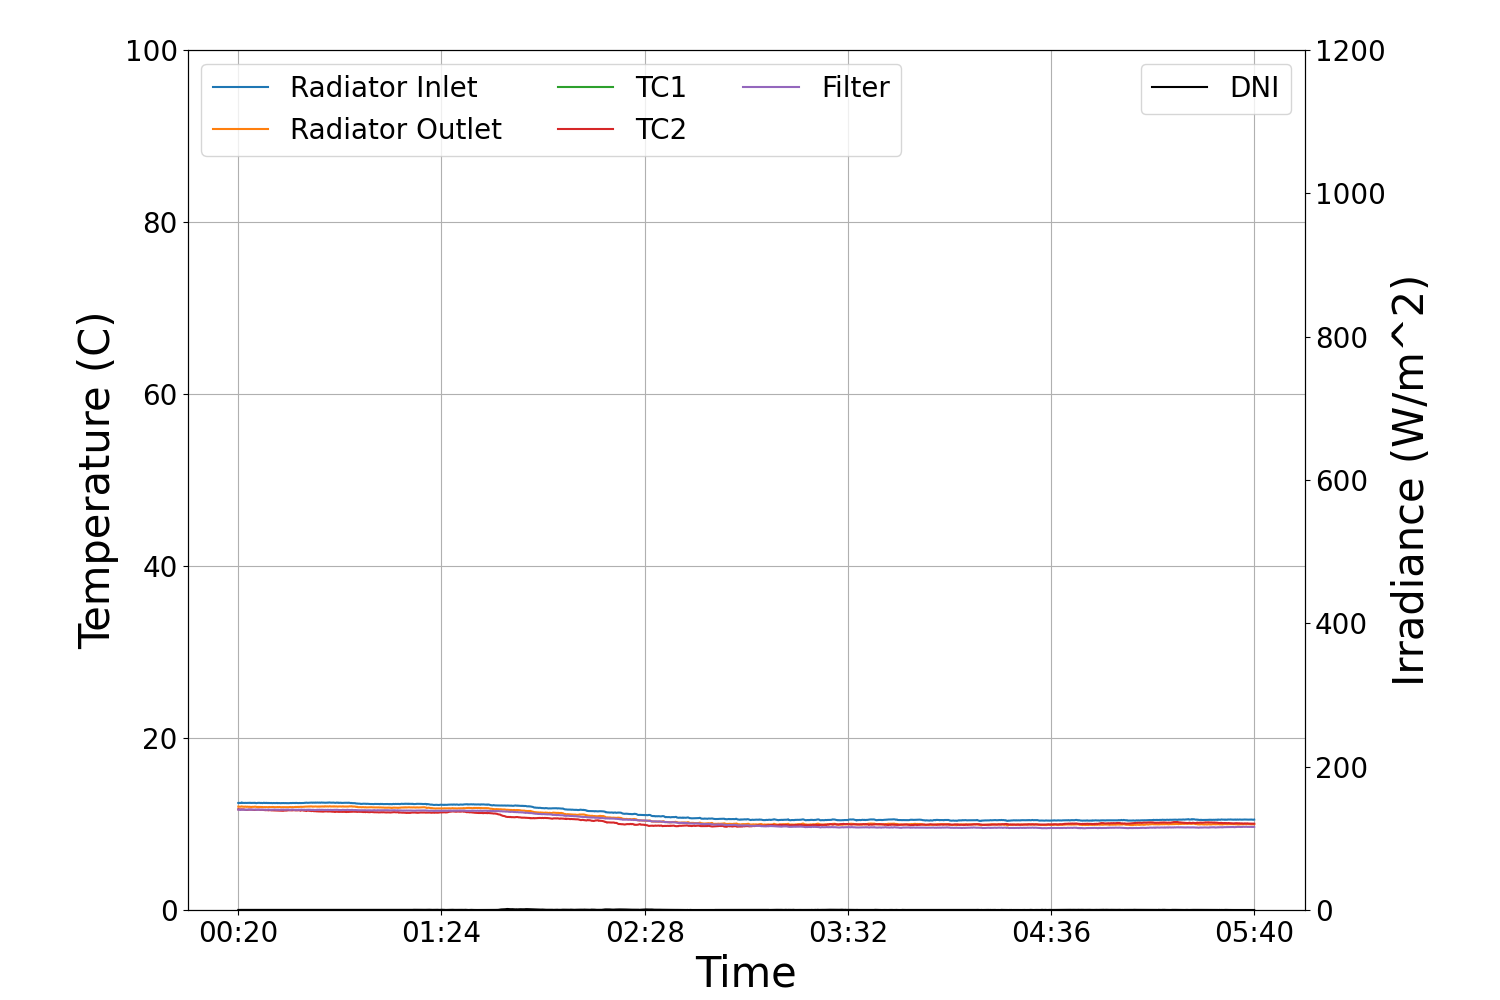 Radiator Inlet
Radiator Outlet
TC1
TC2
Filter
DNI
Temperature (C)
100
80
60
40
20
0
Irradiance (W/m^2)
1200
1000
800
600
400
200
0
00:20 01:24 02:28 03:32 04:36 05:40
Time